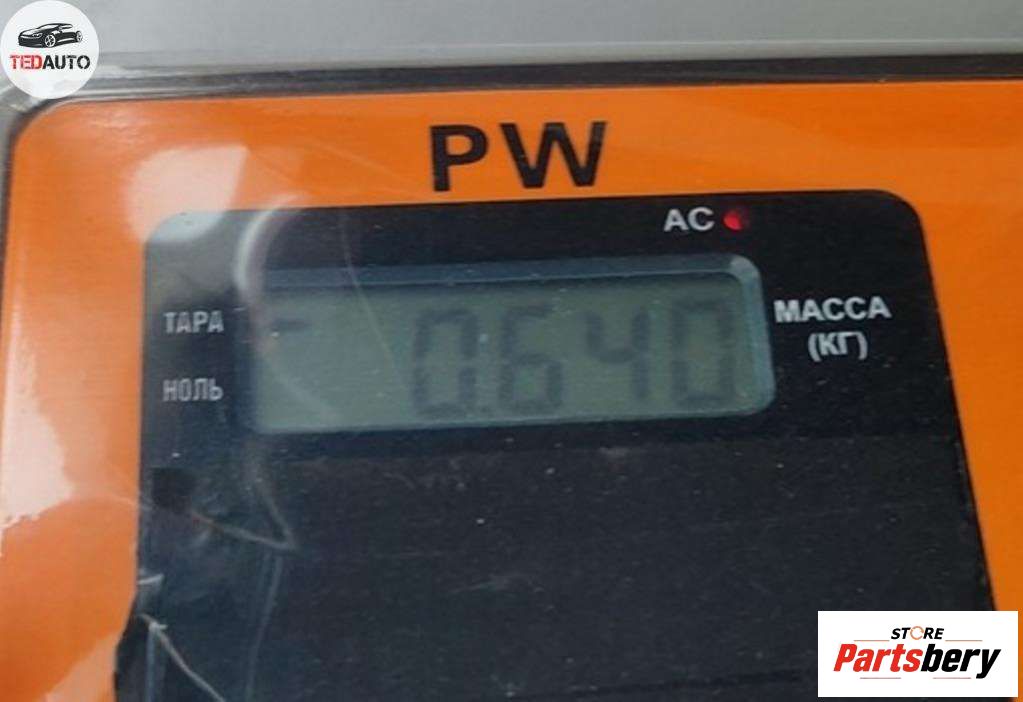 TEDAUTO
PW
AC
ТАРА
0.640
МАССА
(КГ)
НОЛЬ
STORE
Partsbery